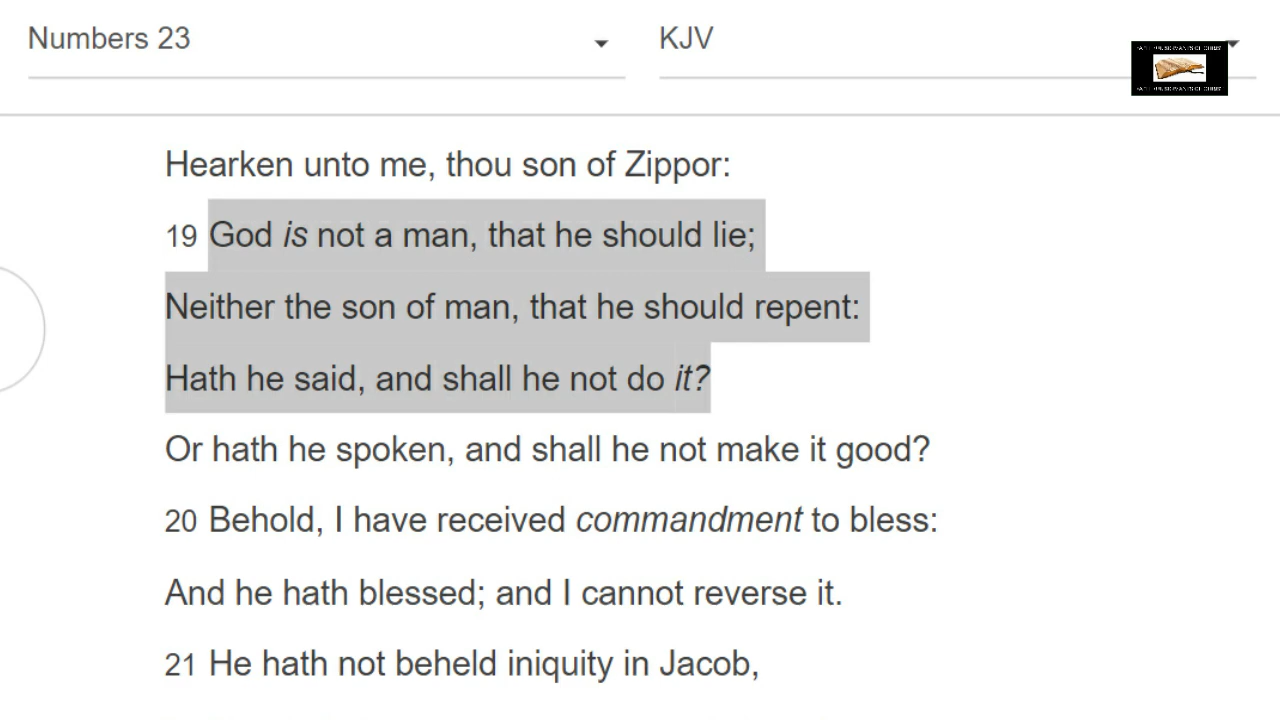 Numbers 23
KJV
Hearken unto me, thou son of Zippor:
19 God is not a man, that he should lie;
Neither the son of man, that he should repent:
Hath he said, and shall he not do it?
Or hath he spoken, and shall he not make it good?
20 Behold, I have received commandment to bless:
And he hath blessed; and I cannot reverse it.
21 He hath not beheld iniquity in Jacob,